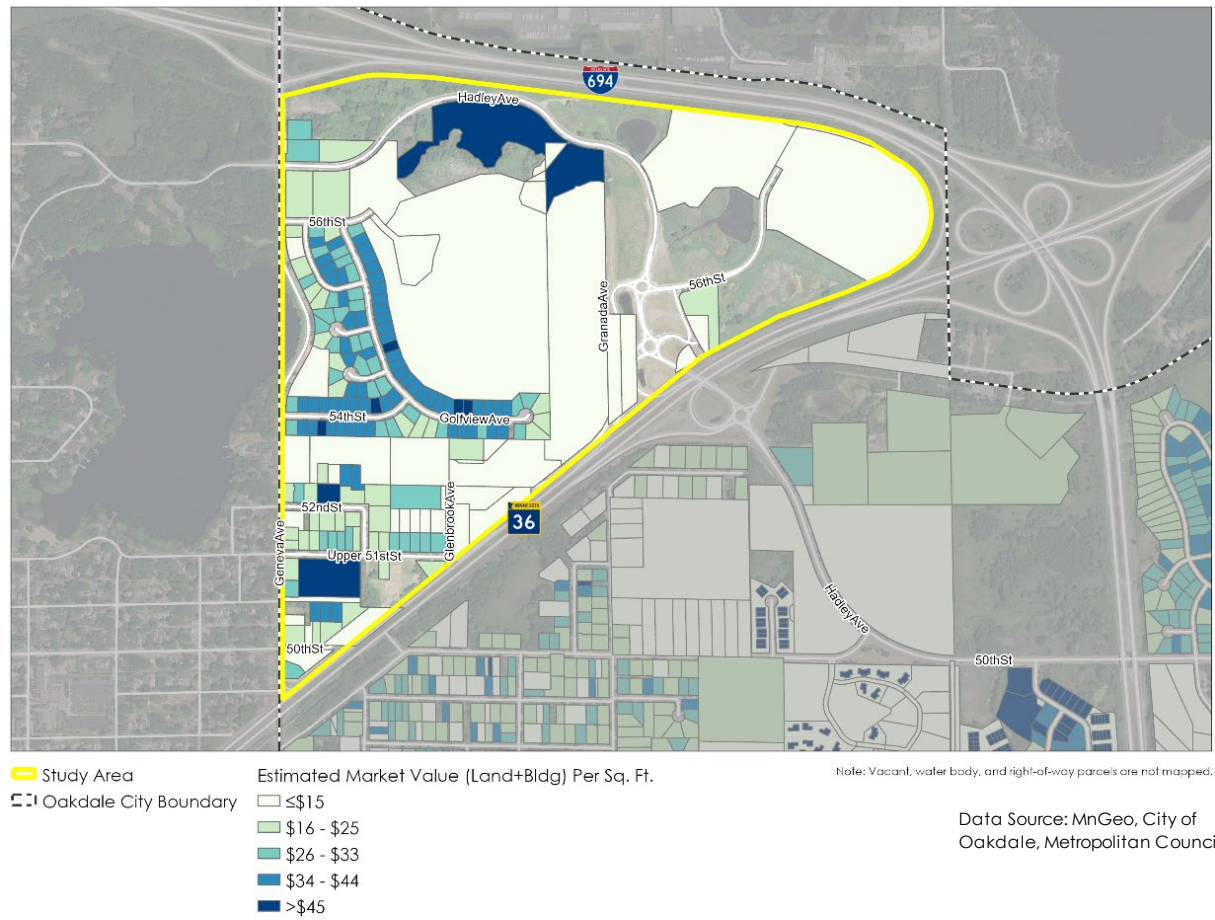 INTERSTATE
694
HadleyAve
56thSt
56thSt
GranadaAve
54thSt
GolfviewAve
MINNESOTA
36
52ndSt
GlenbrookAve
GenevaAve
Upper 51stSt
HadleyAve
50thSt
50thSt
Study Area
Oakdale City Boundary
Estimated Market Value (Land+Bldg) Per Sq. Ft.
≤$15
$16 - $25
$26 - $33
$34 - $44
>$45
Note: Vacant, water body, and right-of-way parcels are not mapped.
Data Source: MnGeo, City of
Oakdale, Metropolitan Counci